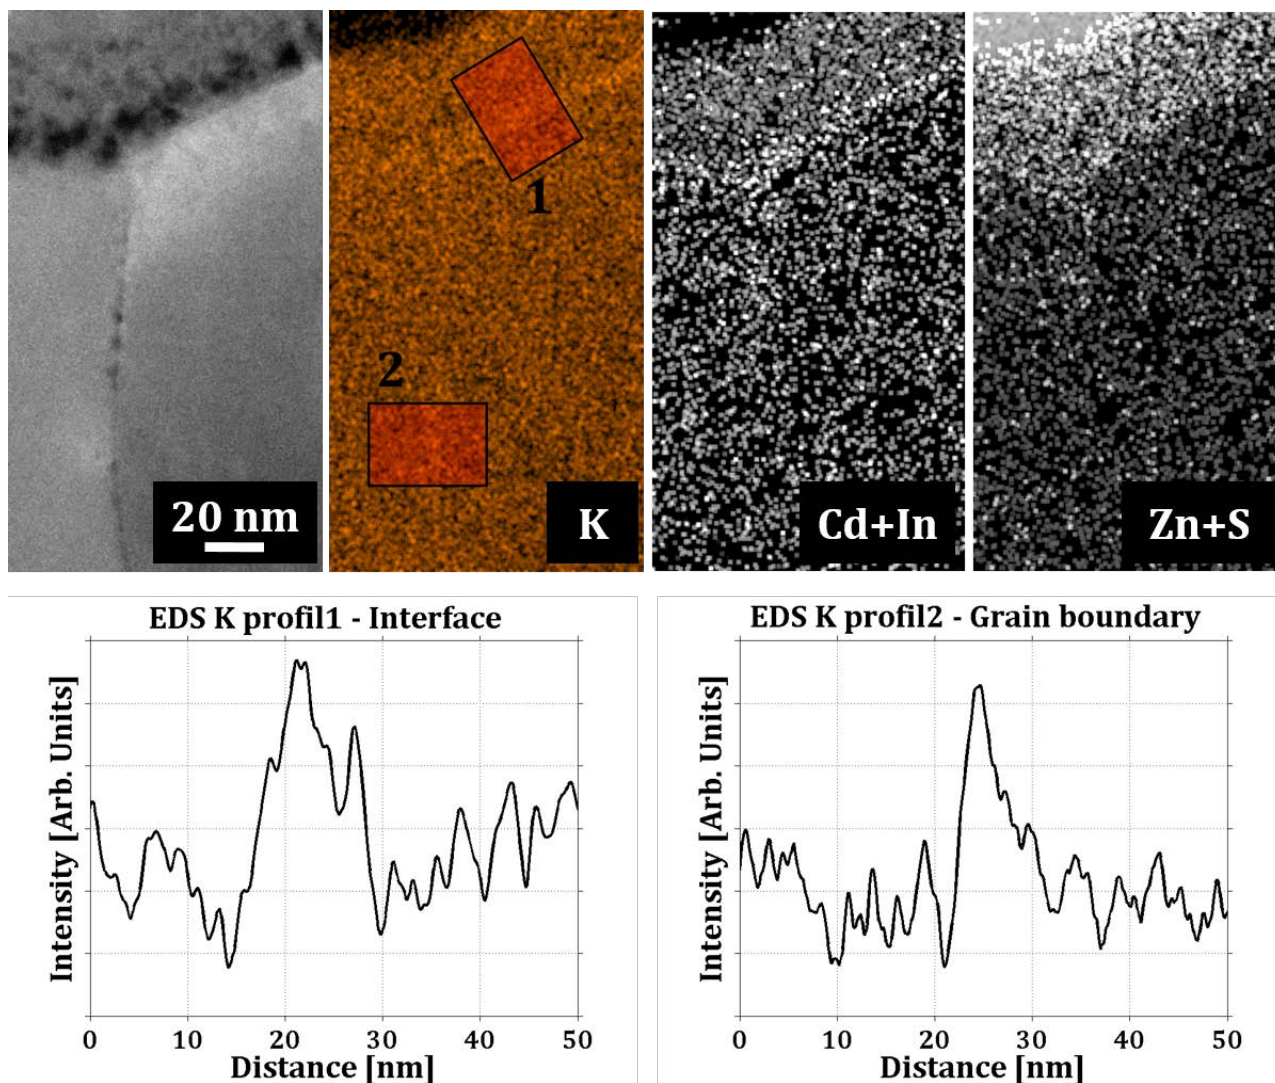 1
2
20 nm
K
Cd+In
Zn+S
EDS K profil1 - Interface
Intensity [Arb. Units]
0 10 20 30 40 50
Distance [nm]
EDS K profil2 - Grain boundary
Intensity [Arb. Units]
0 10 20 30 40 50
Distance [nm]